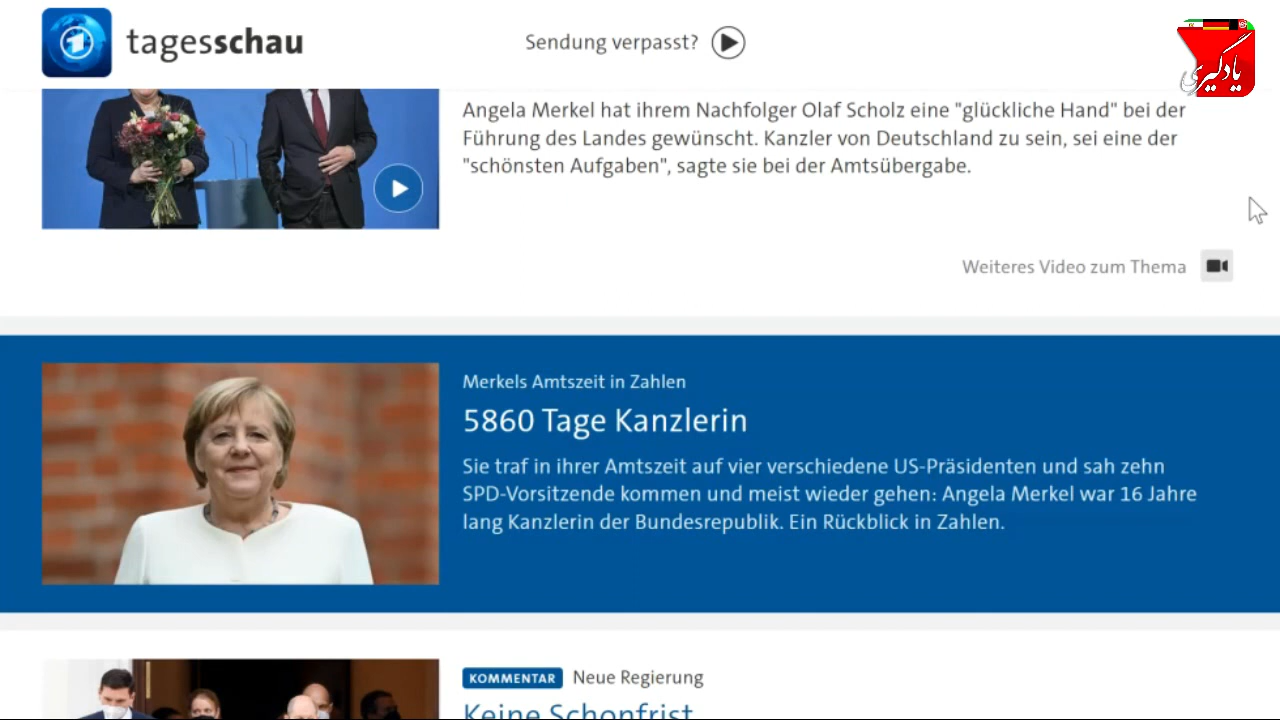 tagesschau
Sendung verpasst?
یادگیری
Angela Merkel hat ihrem Nachfolger Olaf Scholz eine "glückliche Hand" bei der
Führung des Landes gewünscht. Kanzler von Deutschland zu sein, sei eine der
"schönsten Aufgaben", sagte sie bei der Amtsübergabe.
Weiteres Video zum Thema
Merkels Amtszeit in Zahlen
5860 Tage Kanzlerin
Sie traf in ihrer Amtszeit auf vier verschiedene US-Präsidenten und sah zehn
SPD-Vorsitzende kommen und meist wieder gehen: Angela Merkel war 16 Jahre
lang Kanzlerin der Bundesrepublik. Ein Rückblick in Zahlen.
KOMMENTAR Neue Regierung
Keine Schonfrist